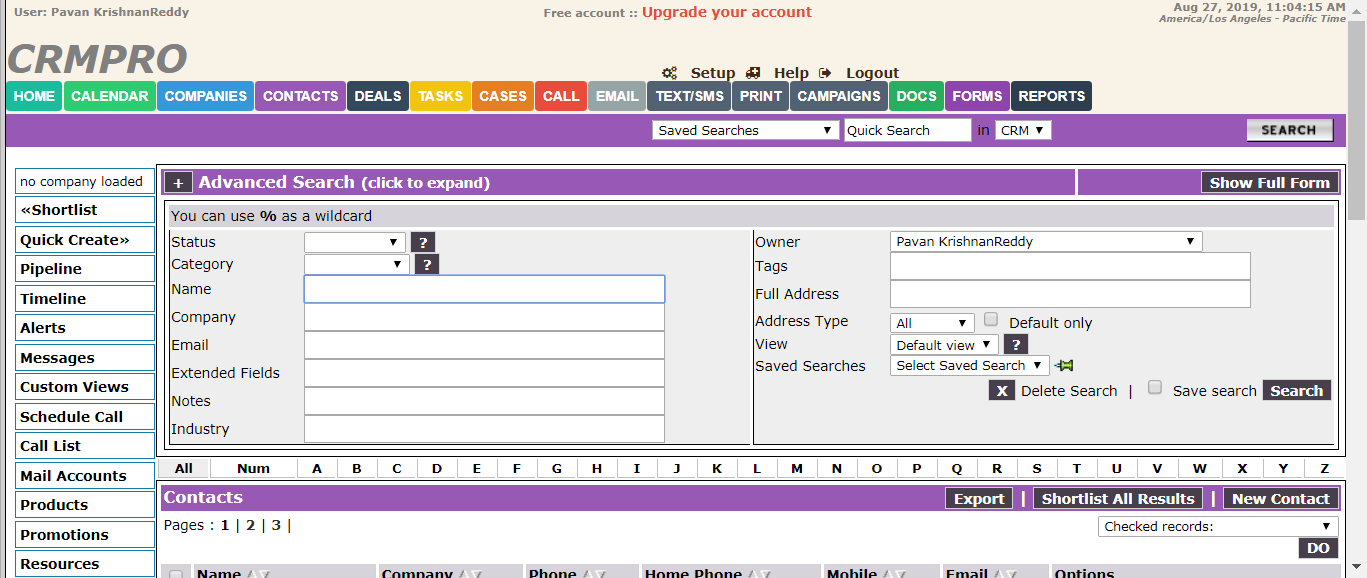 User: Pavan KrishnanReddy
Free account :: Upgrade your account
Aug 27, 2019, 11:04:15 AM
America/Los Angeles - Pacific Time
CRMPRO
Setup Help Logout
HOME CALENDAR COMPANIES CONTACTS DEALS TASKS CASES CALL EMAIL TEXT/SMS PRINT CAMPAIGNS DOCS FORMS REPORTS
Saved Searches Quick Search in CRM SEARCH
no company loaded
«Shortlist
Quick Create»
Pipeline
Timeline
Alerts
Messages
Custom Views
Schedule Call
Call List
Mail Accounts
Products
Promotions
Resources
+ Advanced Search (click to expand) Show Full Form
You can use % as a wildcard
Status ?
Category ?
Name
Company
Email
Extended Fields
Notes
Industry
Owner Pavan KrishnanReddy
Tags
Full Address
Address Type All Default only
View Default view ?
Saved Searches Select Saved Search
X Delete Search | Save search Search
All Num A B C D E F G H I J K L M N O P Q R S T U V W X Y Z
Contacts Export | Shortlist All Results | New Contact
Pages : 1 | 2 | 3 |
Checked records:
DO
Name Company Phone Home Phone Mobile Email Options